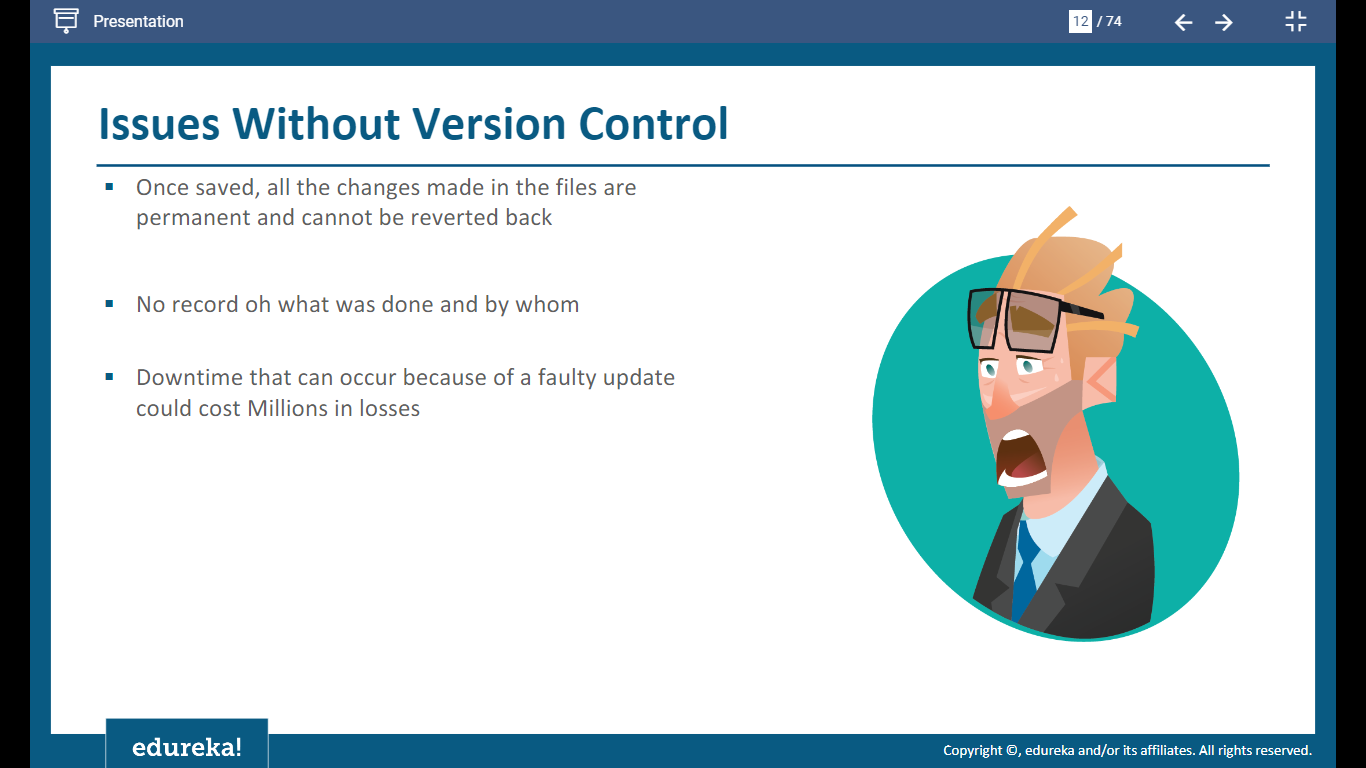 Presentation
12 / 74
Issues Without Version Control
Once saved, all the changes made in the files are
permanent and cannot be reverted back
No record oh what was done and by whom
Downtime that can occur because of a faulty update
could cost Millions in losses
edureka!
Copyright ©, edureka and/or its affiliates. All rights reserved.